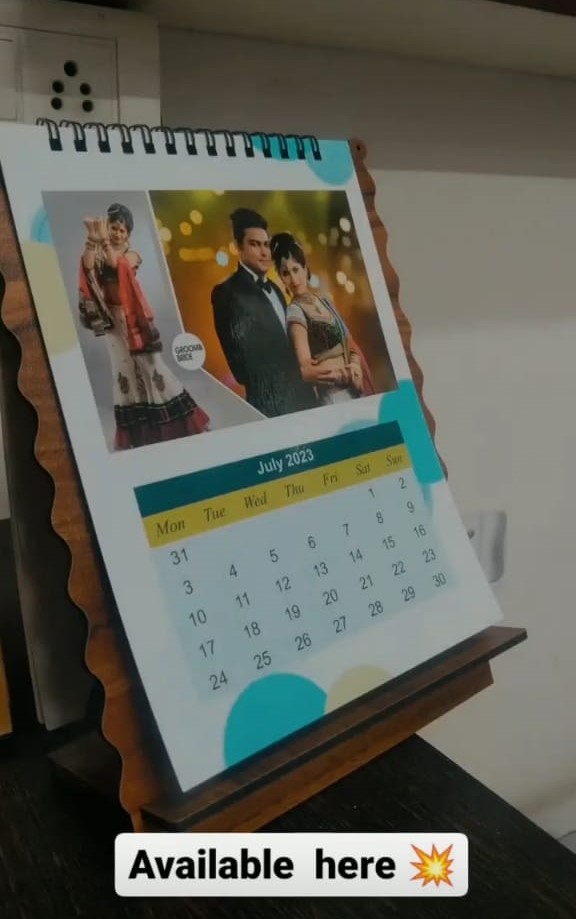 GROOM&
BRIDE
July 2023
Mon Tue Wed Thu Fri Sat Sun
31 1 2
3 4 5 6 7 8 9
10 11 12 13 14 15 16
17 18 19 20 21 22 23
24 25 26 27 28 29 30
Available here 💥